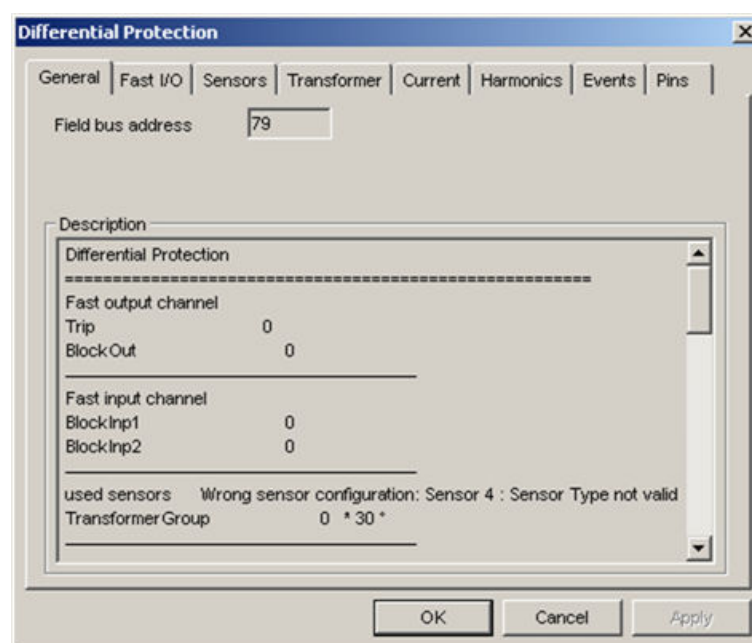 Differential Protection
General Fast I/O Sensors Transformer Current Harmonics Events Pins
Field bus address 79
Description
Differential Protection
=======================================================
Fast output channel
Trip 0
BlockOut 0
Fast input channel
BlockInp1 0
BlockInp2 0
used sensors Wrong sensor configuration: Sensor 4 : Sensor Type not valid
TransformerGroup 0 * 30 °
OK Cancel Apply